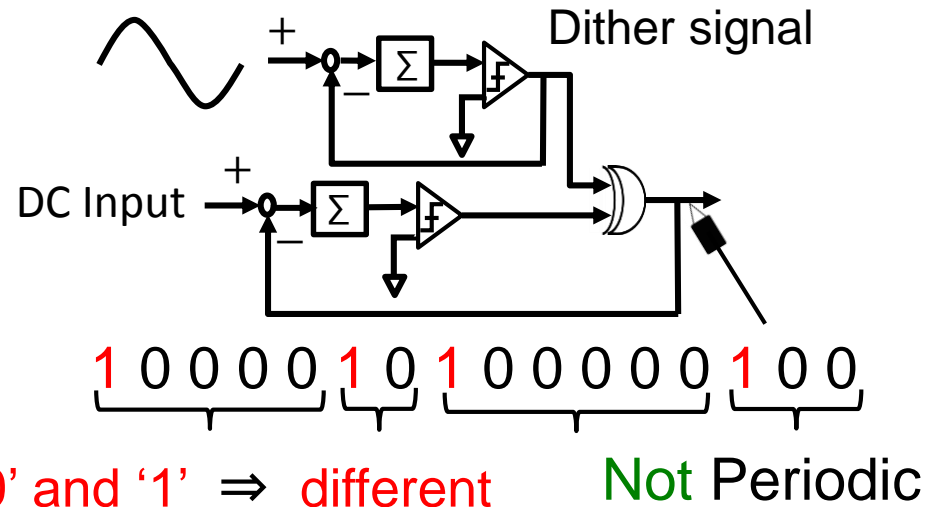 Dither signal
+
Σ
−
+
DC Input
Σ
−
1 0 0 0 0 1 0 1 0 0 0 0 0 1 0 0
0’ and ‘1’ ⇒ different
Not Periodic